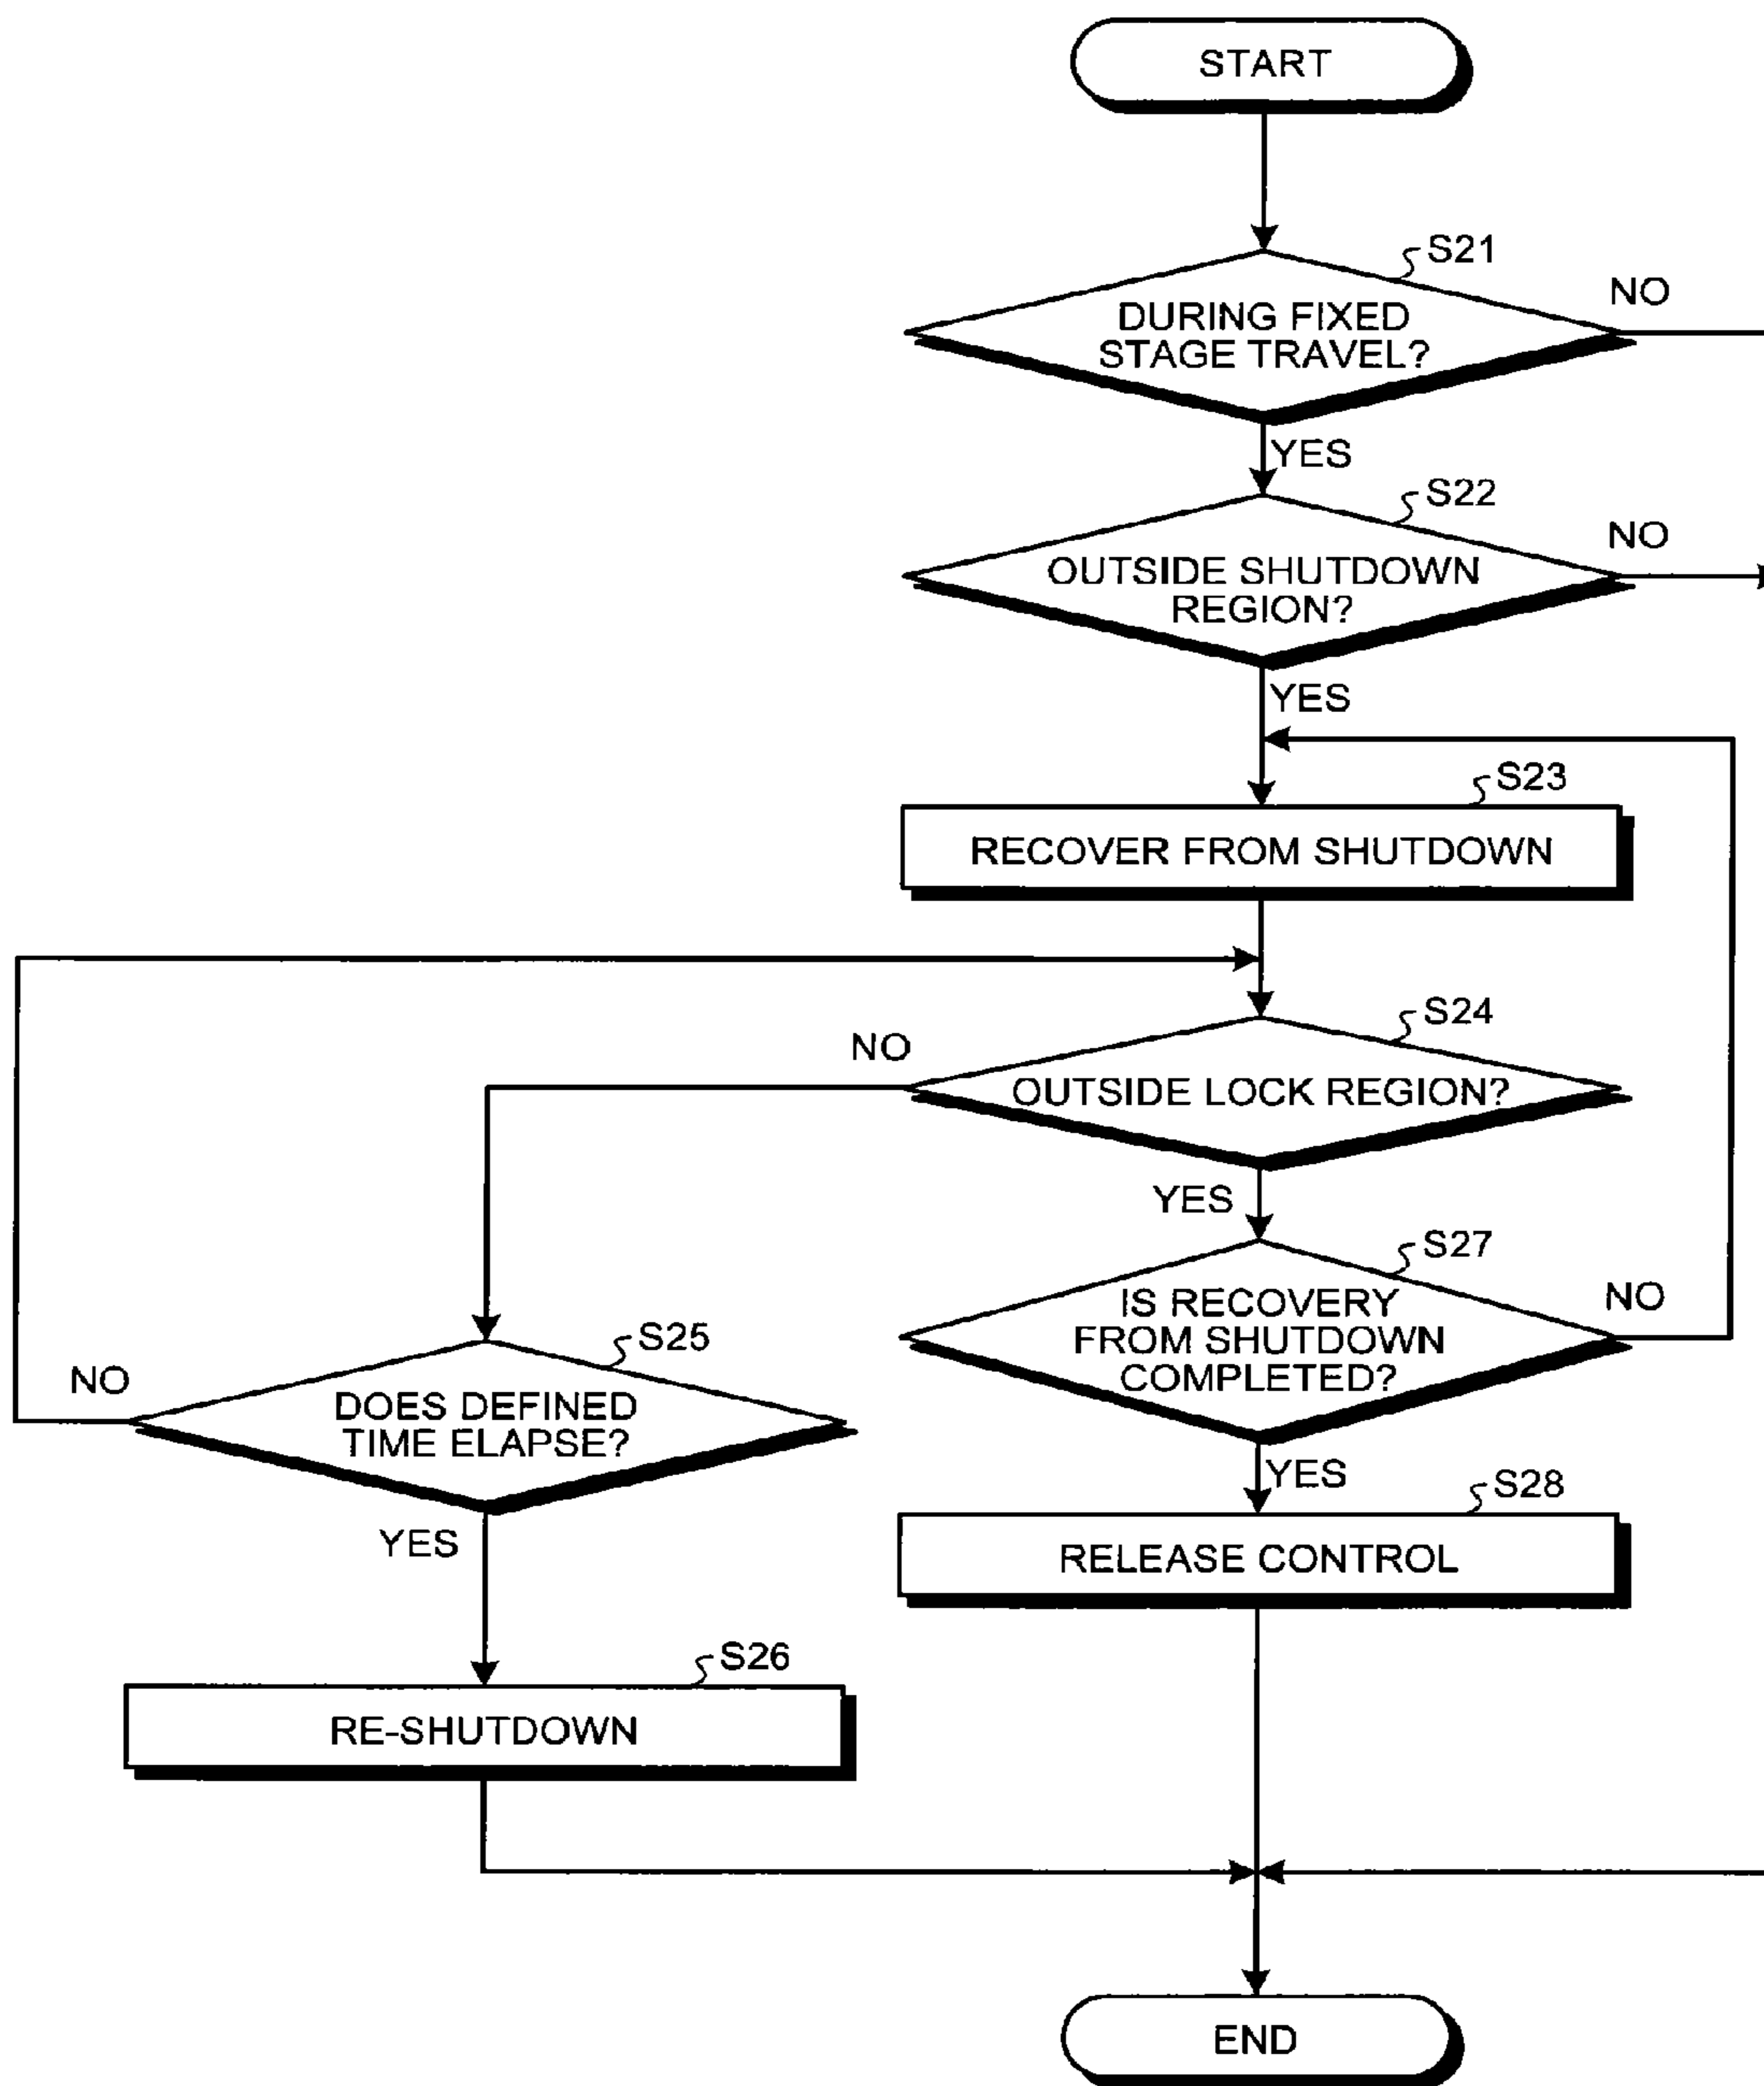 START
S21
DURING FIXED
STAGE TRAVEL?
NO
YES
S22
OUTSIDE SHUTDOWN
REGION?
NO
YES
S23
RECOVER FROM SHUTDOWN
S24
NO
OUTSIDE LOCK REGION?
YES
S27
IS RECOVERY
FROM SHUTDOWN
COMPLETED?
NO
S25
NO
DOES DEFINED
TIME ELAPSE?
YES
YES
S28
RELEASE CONTROL
S26
RE-SHUTDOWN
END